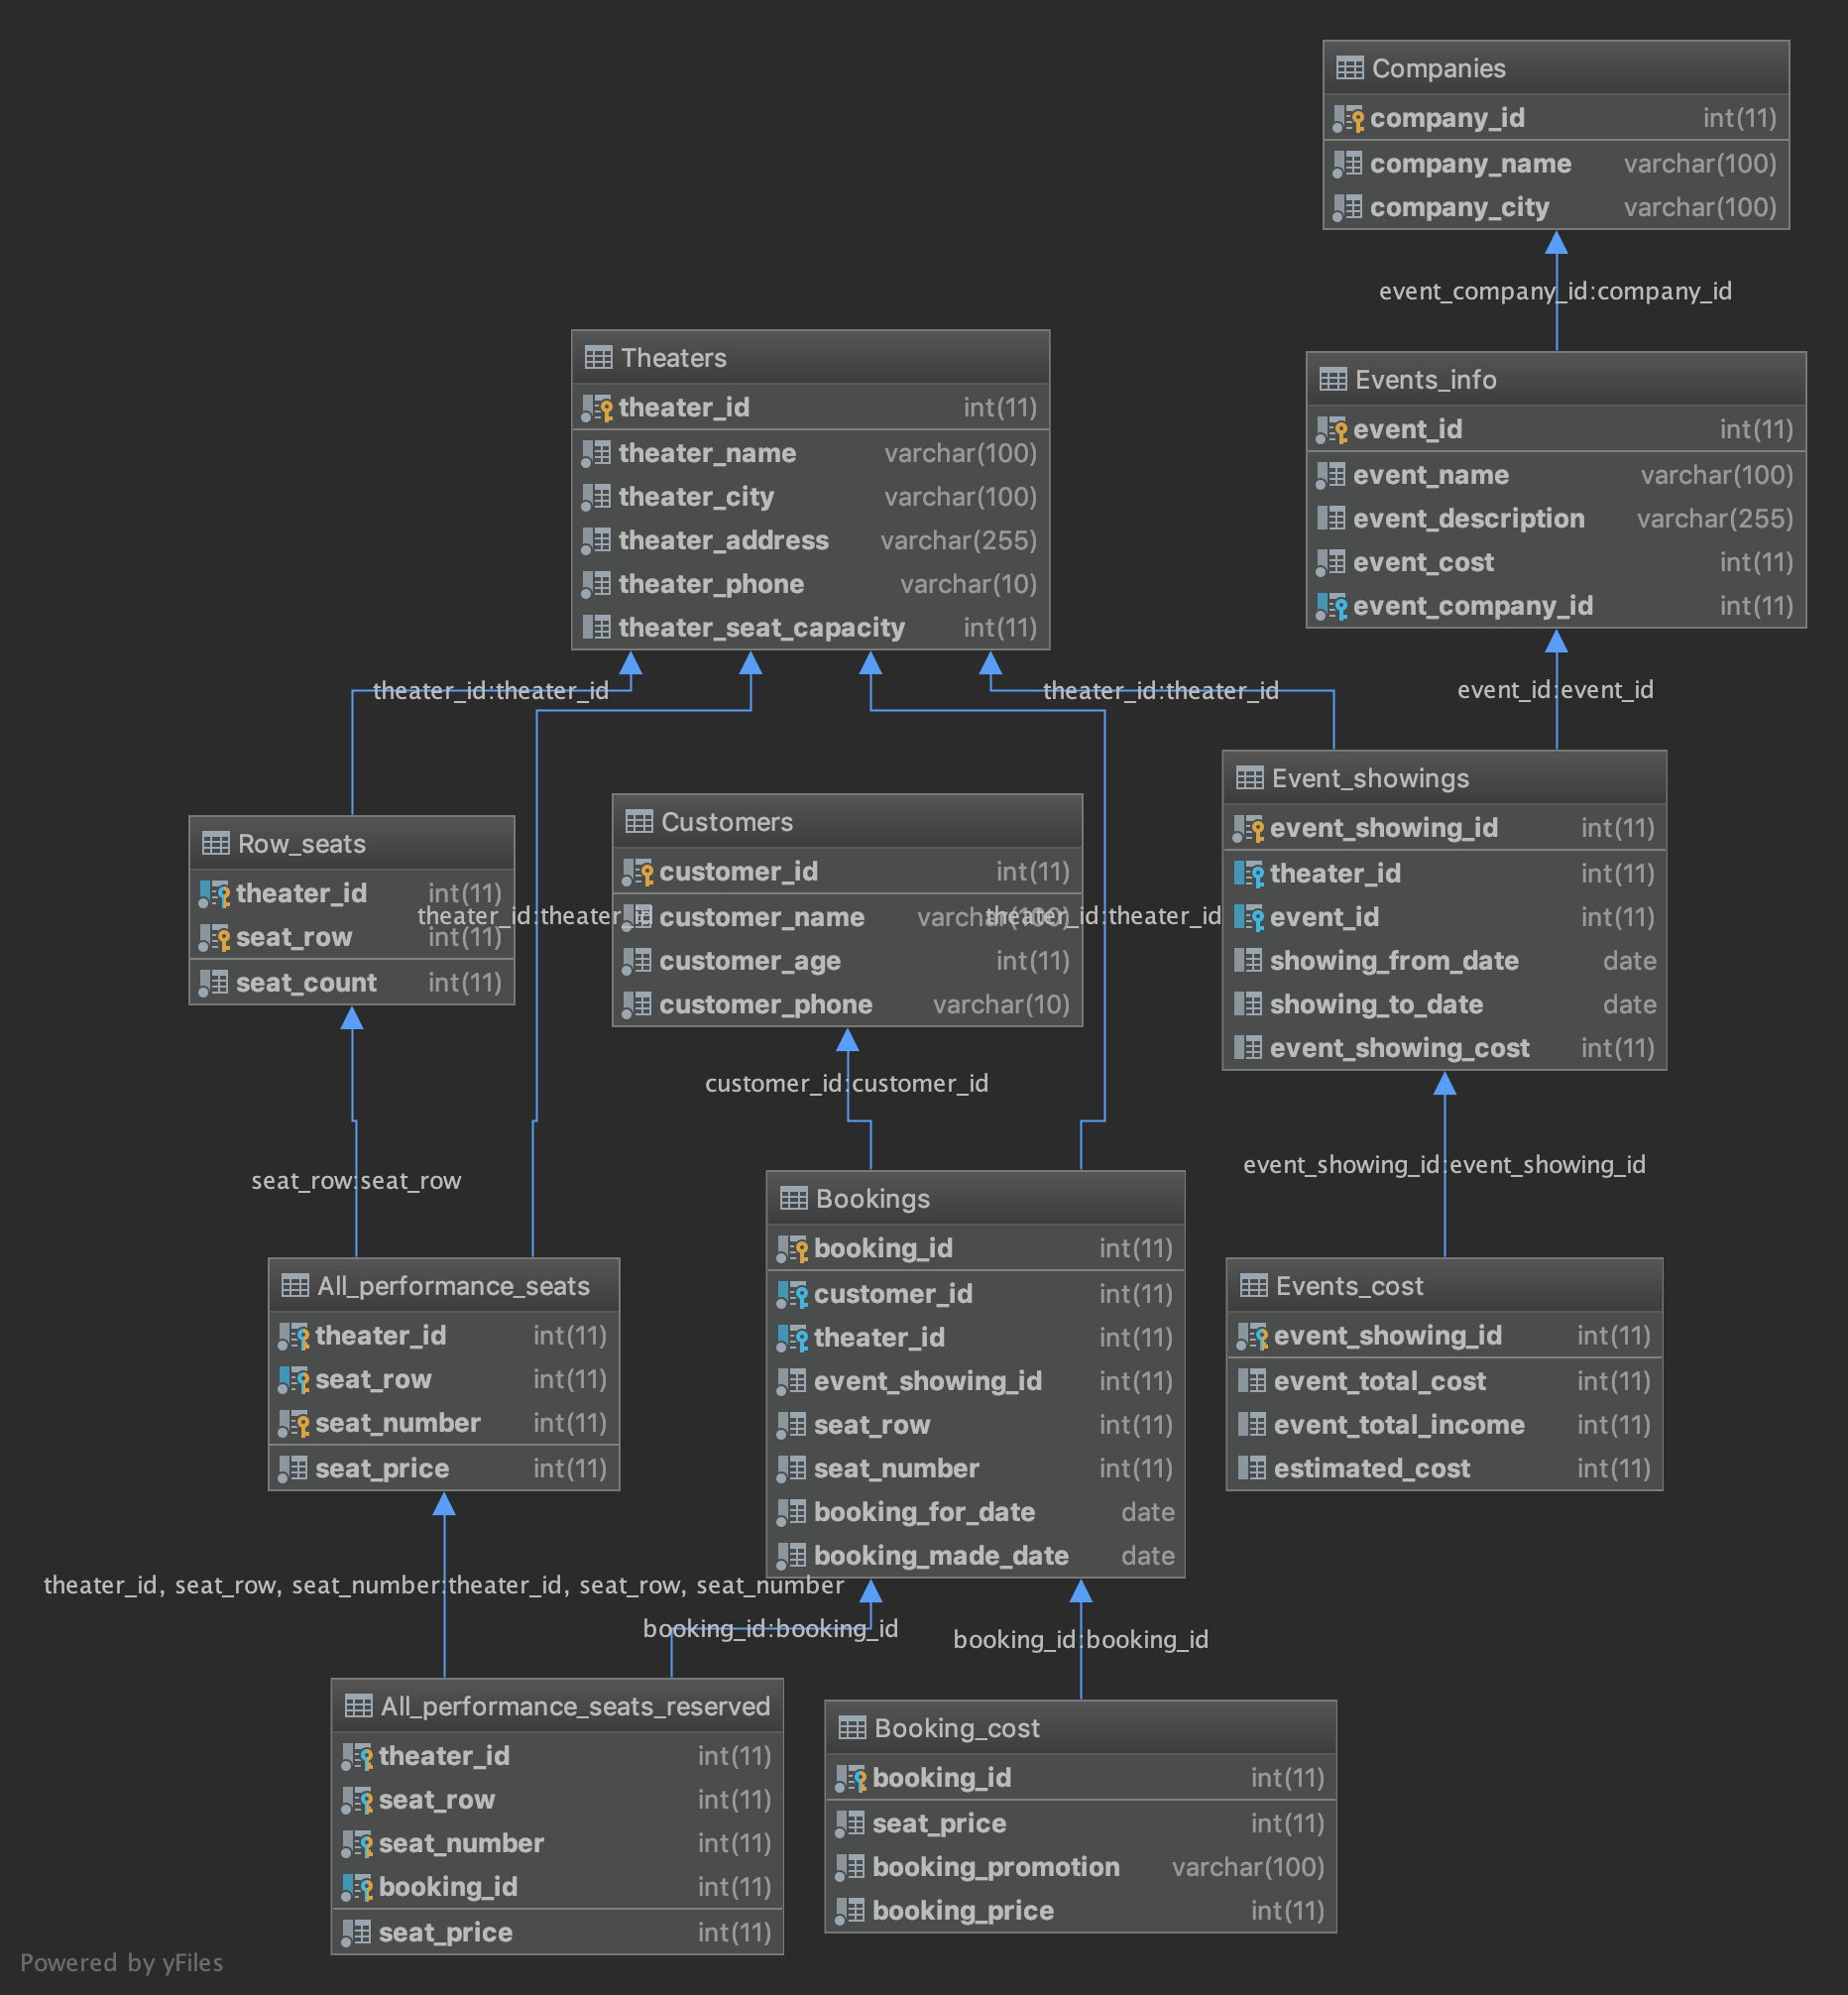 Companies
company_id int(11)
company_name varchar(100)
company_city varchar(100)
event_company_id:company_id
Theaters
theater_id int(11)
theater_name varchar(100)
theater_city varchar(100)
theater_address varchar(255)
theater_phone varchar(10)
theater_seat_capacity int(11)
Events_info
event_id int(11)
event_name varchar(100)
event_description varchar(255)
event_cost int(11)
event_company_id int(11)
theater_id:theater_id
theater_id:theater_id
event_id:event_id
Row_seats
theater_id int(11)
seat_row int(11)
seat_count int(11)
theater_id:theater_id
Customers
customer_id int(11)
customer_name varchar(100)
customer_age int(11)
customer_phone varchar(10)
theater_id:theater_id
Event_showings
event_showing_id int(11)
theater_id int(11)
event_id int(11)
showing_from_date date
showing_to_date date
event_showing_cost int(11)
customer_id:customer_id
seat_row:seat_row
event_showing_id:event_showing_id
All_performance_seats
theater_id int(11)
seat_row int(11)
seat_number int(11)
seat_price int(11)
Bookings
booking_id int(11)
customer_id int(11)
theater_id int(11)
event_showing_id int(11)
seat_row int(11)
seat_number int(11)
booking_for_date date
booking_made_date date
Events_cost
event_showing_id int(11)
event_total_cost int(11)
event_total_income int(11)
estimated_cost int(11)
theater_id, seat_row, seat_number:theater_id, seat_row, seat_number
booking_id:booking_id
booking_id:booking_id
All_performance_seats_reserved
theater_id int(11)
seat_row int(11)
seat_number int(11)
booking_id int(11)
seat_price int(11)
Booking_cost
booking_id int(11)
seat_price int(11)
booking_promotion varchar(100)
booking_price int(11)
Powered by yFiles